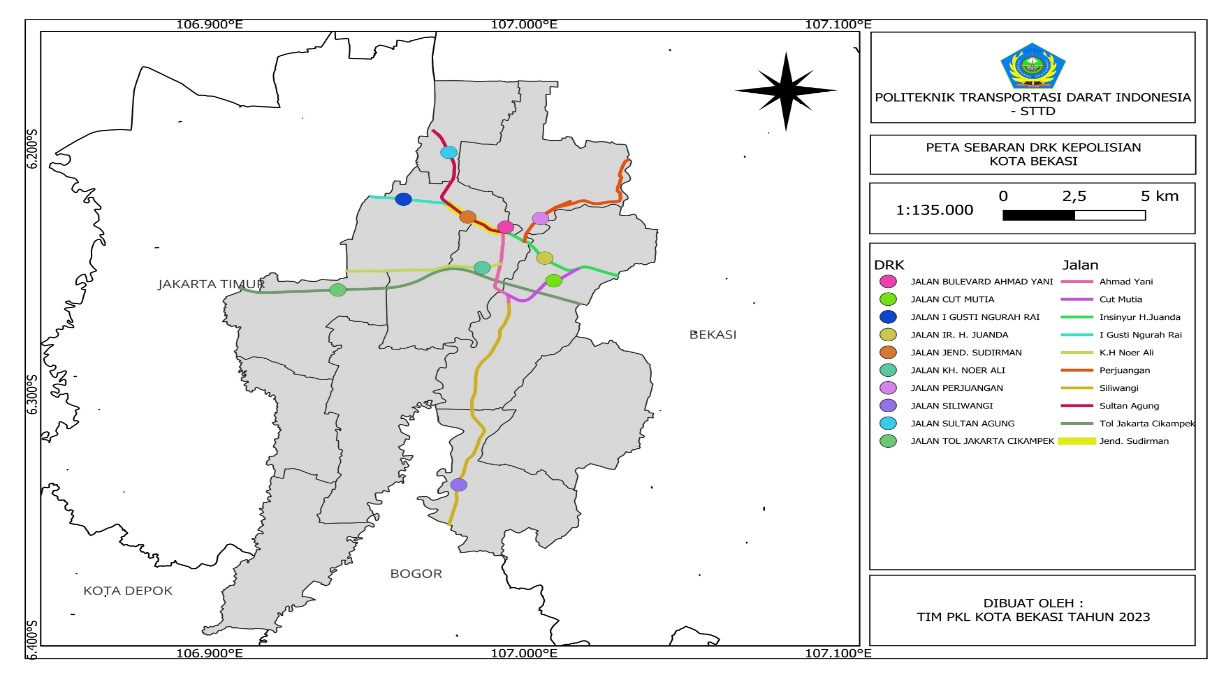 106.900°E
107.000°E
107.100°E
6.200°S
6.300°S
6.400°S
JAKARTA TIMUR
BEKASI
BOGOR
KOTA DEPOK
106.900°E
107.000°E
107.100°E
POLITEKNIK TRANSPORTASI DARAT INDONESIA
- STTD
PETA SEBARAN DRK KEPOLISIAN
KOTA BEKASI
1:135.000
0 2,5 5 km
DRK
JALAN BULEVARD AHMAD YANI
JALAN CUT MUTIA
JALAN I GUSTI NGURAH RAI
JALAN IR. H. JUANDA
JALAN JEND. SUDIRMAN
JALAN KH. NOER ALI
JALAN PERJUANGAN
JALAN SILIWANGI
JALAN SULTAN AGUNG
JALAN TOL JAKARTA CIKAMPEK
Jalan
Ahmad Yani
Cut Mutia
Insinyur H.Juanda
I Gusti Ngurah Rai
K.H Noer Ali
Perjuangan
Siliwangi
Sultan Agung
Tol Jakarta Cikampek
Jend. Sudirman
DIBUAT OLEH :
TIM PKL KOTA BEKASI TAHUN 2023